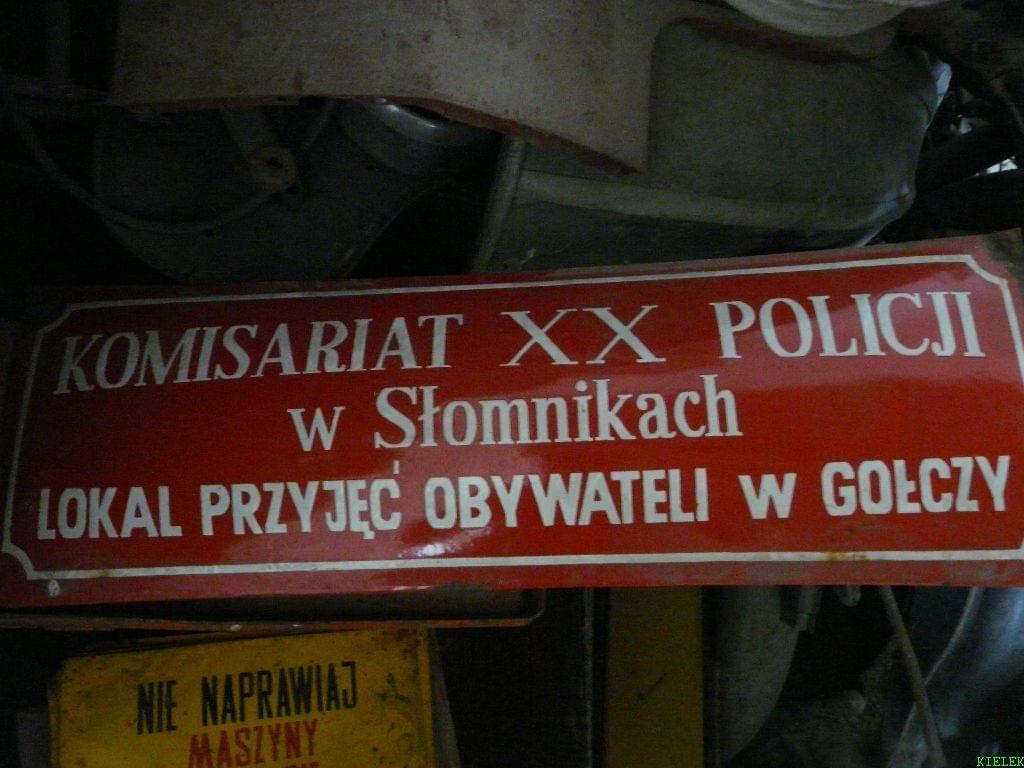 KOMISARIAT XX POLICJI
w Słomnikach
LOKAL PRZYJĘĆ OBYWATELI W GOŁCZY
NIE NAPRAWIAJ
MASZYNY
KIELEK